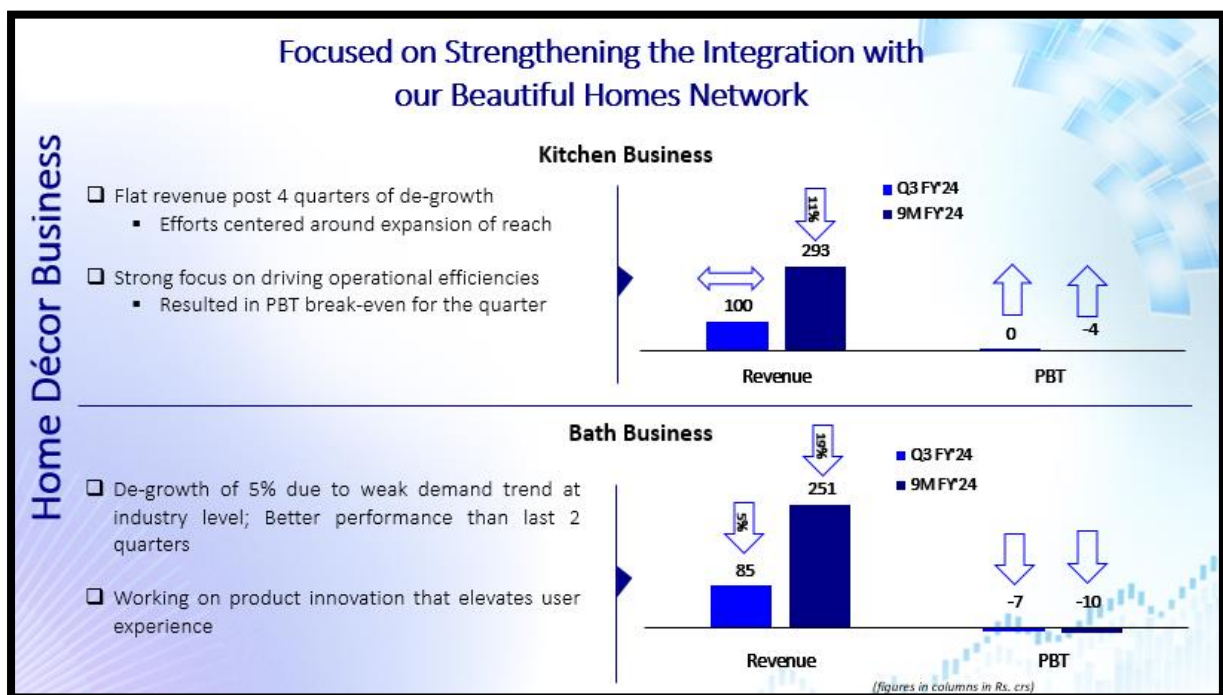 Focused on Strengthening the Integration with
our Beautiful Homes Network
Home Décor Business
Kitchen Business
❑ Flat revenue post 4 quarters of de-growth
▪ Efforts centered around expansion of reach
❑ Strong focus on driving operational efficiencies
▪ Resulted in PBT break-even for the quarter
Q3 FY'24
9M FY'24
11%
293
100
0
-4
Revenue
PBT
Bath Business
❑ De-growth of 5% due to weak demand trend at
industry level; Better performance than last 2
quarters
❑ Working on product innovation that elevates user
experience
Q3 FY'24
9M FY'24
19%
251
5%
85
-7
-10
Revenue
PBT
(figures in columns in Rs. crs)